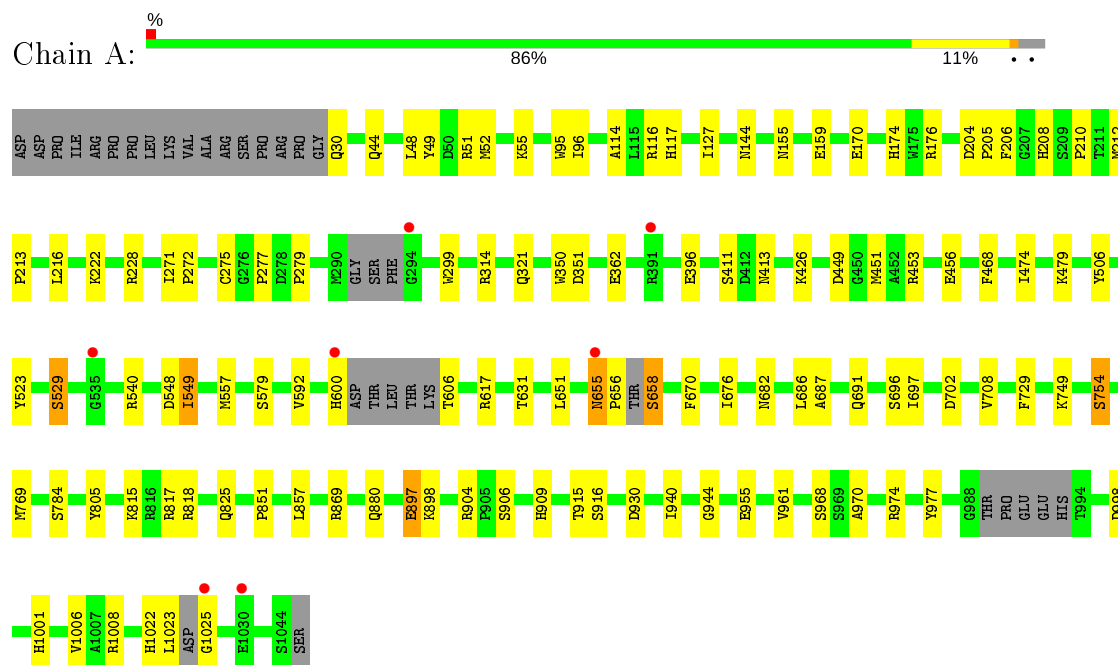 %
Chain A:
86% 11% • •
ASP ASP PRO ILE ARG PRO PRO LEU LYS VAL ALA ARG SER PRO ARG PRO GLY Q30 Q44 L48 Y49 D50 R51 M52 K55 W95 I96 A114 L115 R116 H117 I127 N144 N155 E159 E170 H174 W175 R176 D204 P205 F206 G207 H208 S209 P210 T211 M212
P213 L216 K222 R228 I271 P272 C275 G276 P277 D278 P279 M290 GLY SER PHE G294 W299 R314 Q321 W350 D351 E362 R391 E396 S411 D412 N413 K426 D449 G450 M451 A452 R453 E456 F468 I474 K479 Y506
Y523 S529 G535 R540 D548 I549 M557 S579 V592 H600 ASP THR LEU THR LYS T606 R617 T631 L651 N655 P656 THR S658 F670 I676 N682 L686 A687 Q691 S696 I697 D702 V708 F729 K749 S754
M769 S784 Y805 K815 R816 R817 R818 Q825 P851 L857 R869 Q880 E897 K898 R904 P905 S906 H909 T915 S916 D930 I940 G944 E955 V961 S968 S969 A970 R974 Y977 G988 THR PRO GLU GLU HIS T994
H1001 V1006 A1007 R1008 H1022 L1023 ASP G1025 E1030 S1044 SER